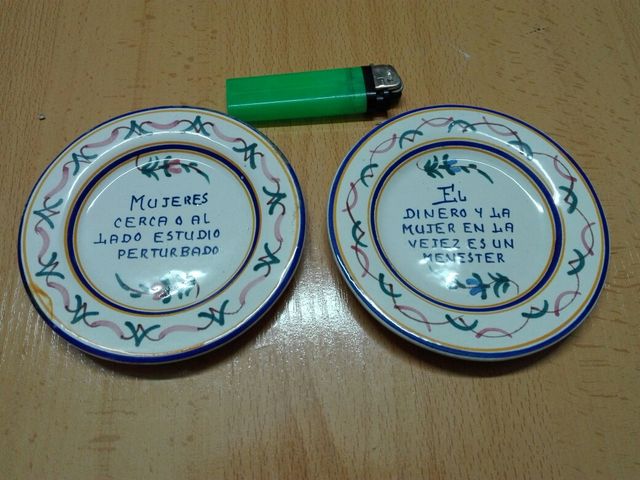 MUJERES
CERCA O AL
LADO ESTUDIO
PERTURBADO
EL
DINERO Y LA
MUJER EN LA
VEJEZ ES UN
MENESTER